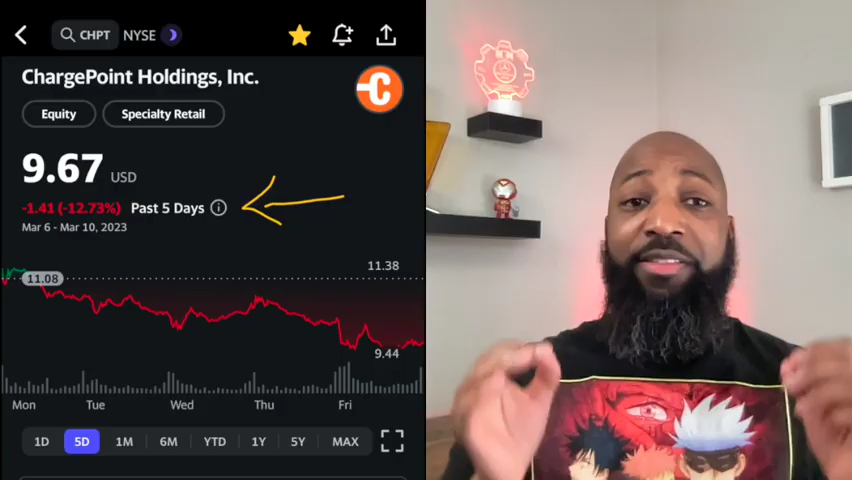 CHPT NYSE
ChargePoint Holdings, Inc.
Equity Specialty Retail
9.67 USD
-1.41 (-12.73%) Past 5 Days
Mar 6 - Mar 10, 2023
11.38
11.08
9.44
Mon Tue Wed Thu Fri
1D 5D 1M 6M YTD 1Y 5Y MAX